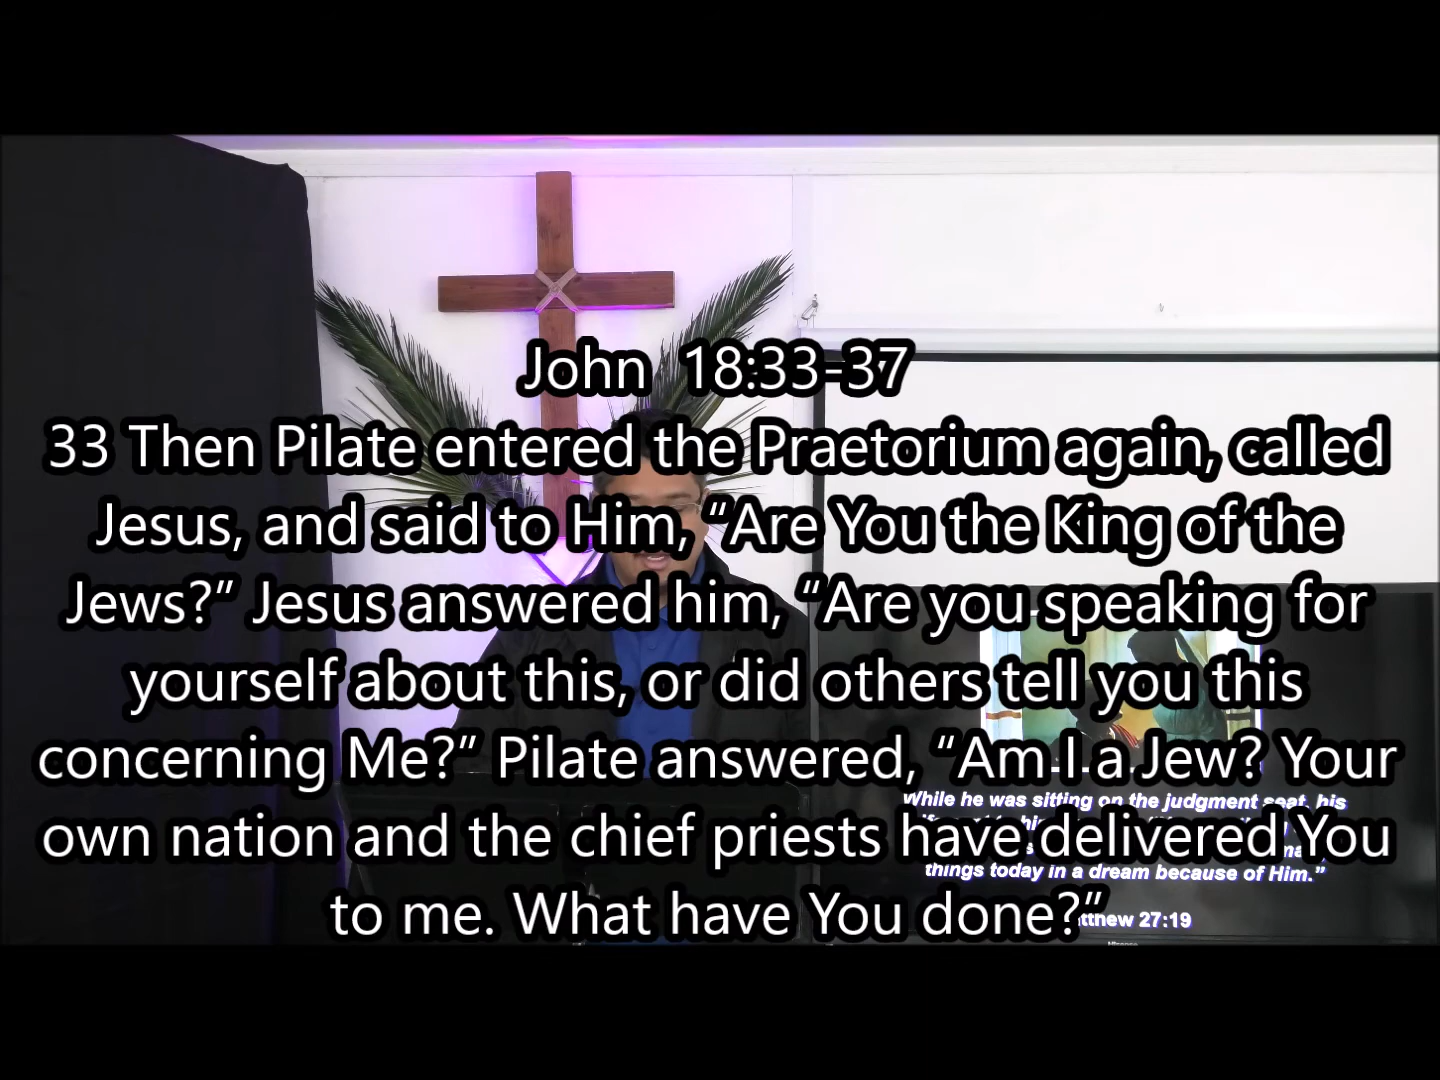 John 18:33-37
33 Then Pilate entered the Praetorium again, called
Jesus, and said to Him, “Are You the King of the
Jews?” Jesus answered him, “Are you speaking for
yourself about this, or did others tell you this
concerning Me?” Pilate answered, “Am I a Jew? Your
own nation and the chief priests have delivered You
to me. What have You done?”
While he was sitting on the judgment seat, his
things today in a dream because of Him.”
27:19